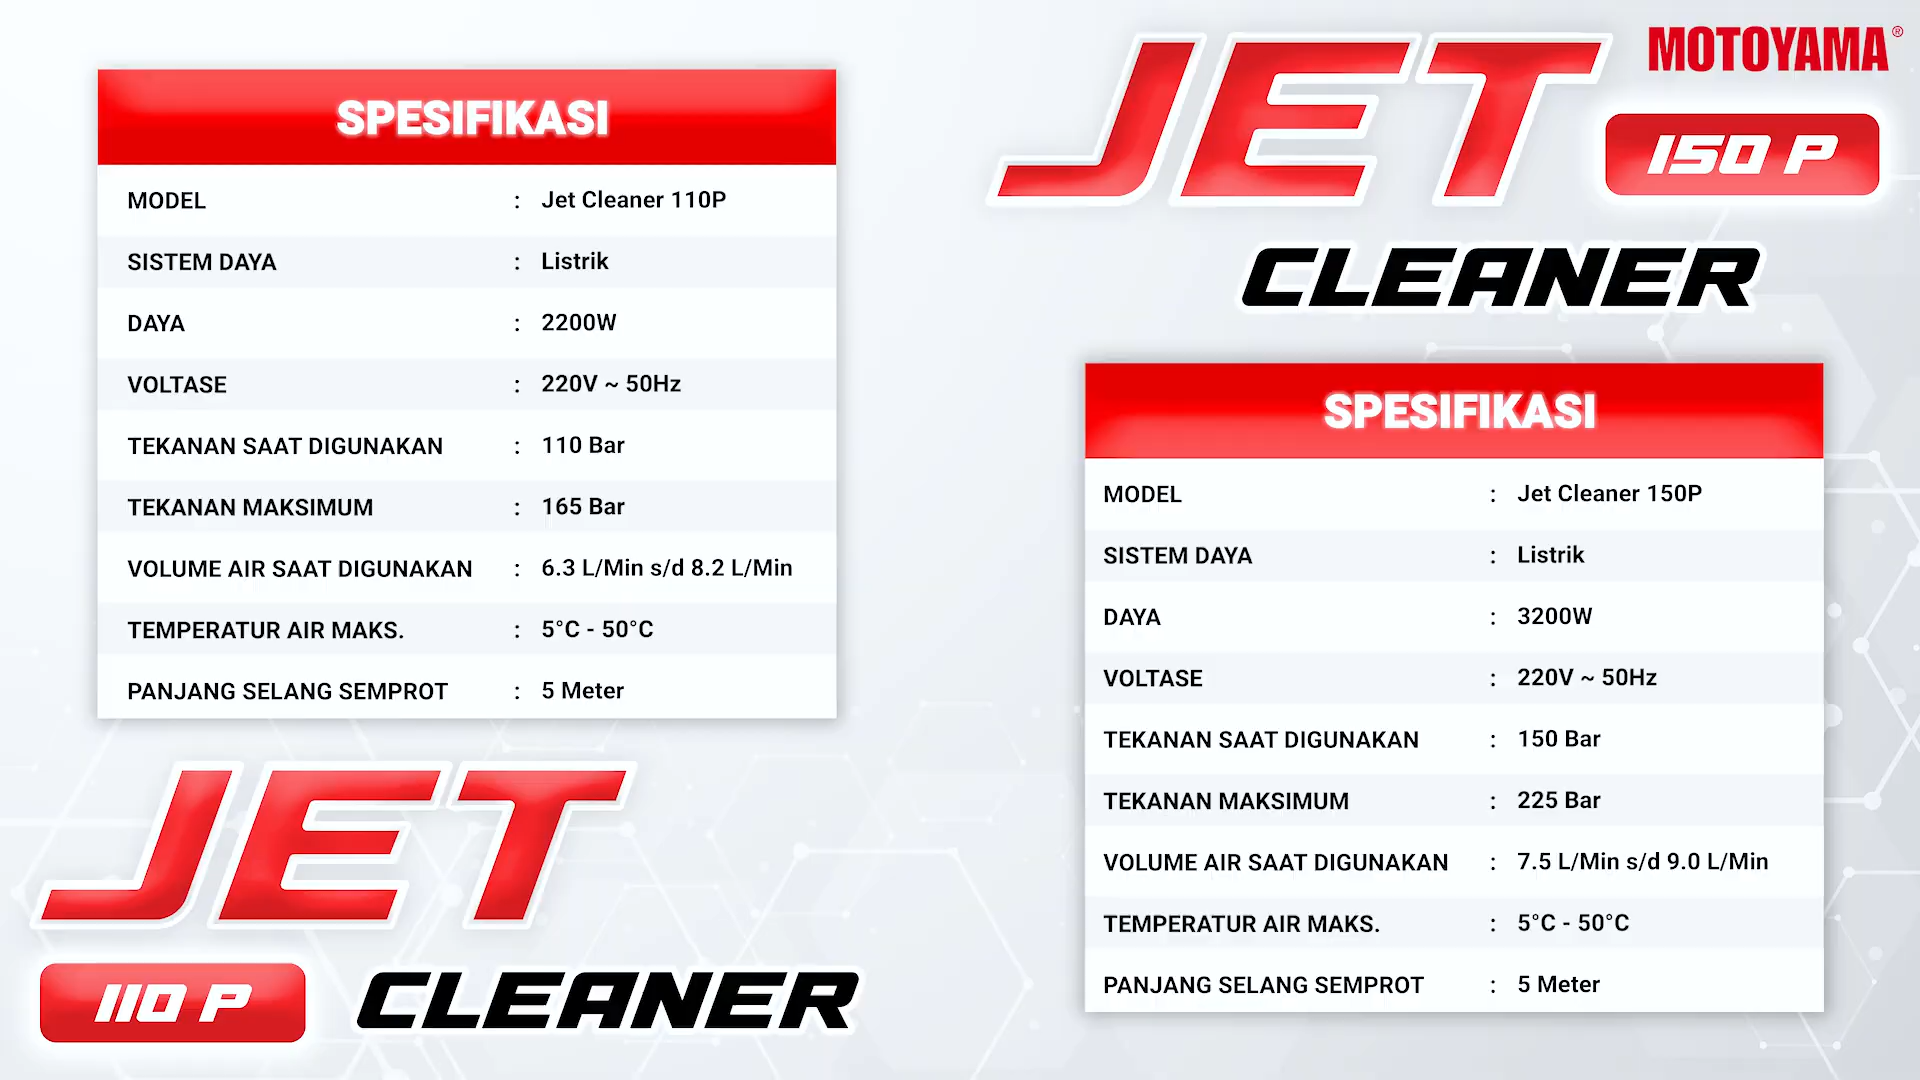 SPESIFIKASI
MODEL : Jet Cleaner 110P
SISTEM DAYA : Listrik
DAYA : 2200W
VOLTASE : 220V ~ 50Hz
TEKANAN SAAT DIGUNAKAN : 110 Bar
TEKANAN MAKSIMUM : 165 Bar
VOLUME AIR SAAT DIGUNAKAN : 6.3 L/Min s/d 8.2 L/Min
TEMPERATUR AIR MAKS. : 5°C - 50°C
PANJANG SELANG SEMPROT : 5 Meter
JET
110 P CLEANER
MOTOYAMA®
JET 150 P
CLEANER
SPESIFIKASI
MODEL : Jet Cleaner 150P
SISTEM DAYA : Listrik
DAYA : 3200W
VOLTASE : 220V ~ 50Hz
TEKANAN SAAT DIGUNAKAN : 150 Bar
TEKANAN MAKSIMUM : 225 Bar
VOLUME AIR SAAT DIGUNAKAN : 7.5 L/Min s/d 9.0 L/Min
TEMPERATUR AIR MAKS. : 5°C - 50°C
PANJANG SELANG SEMPROT : 5 Meter